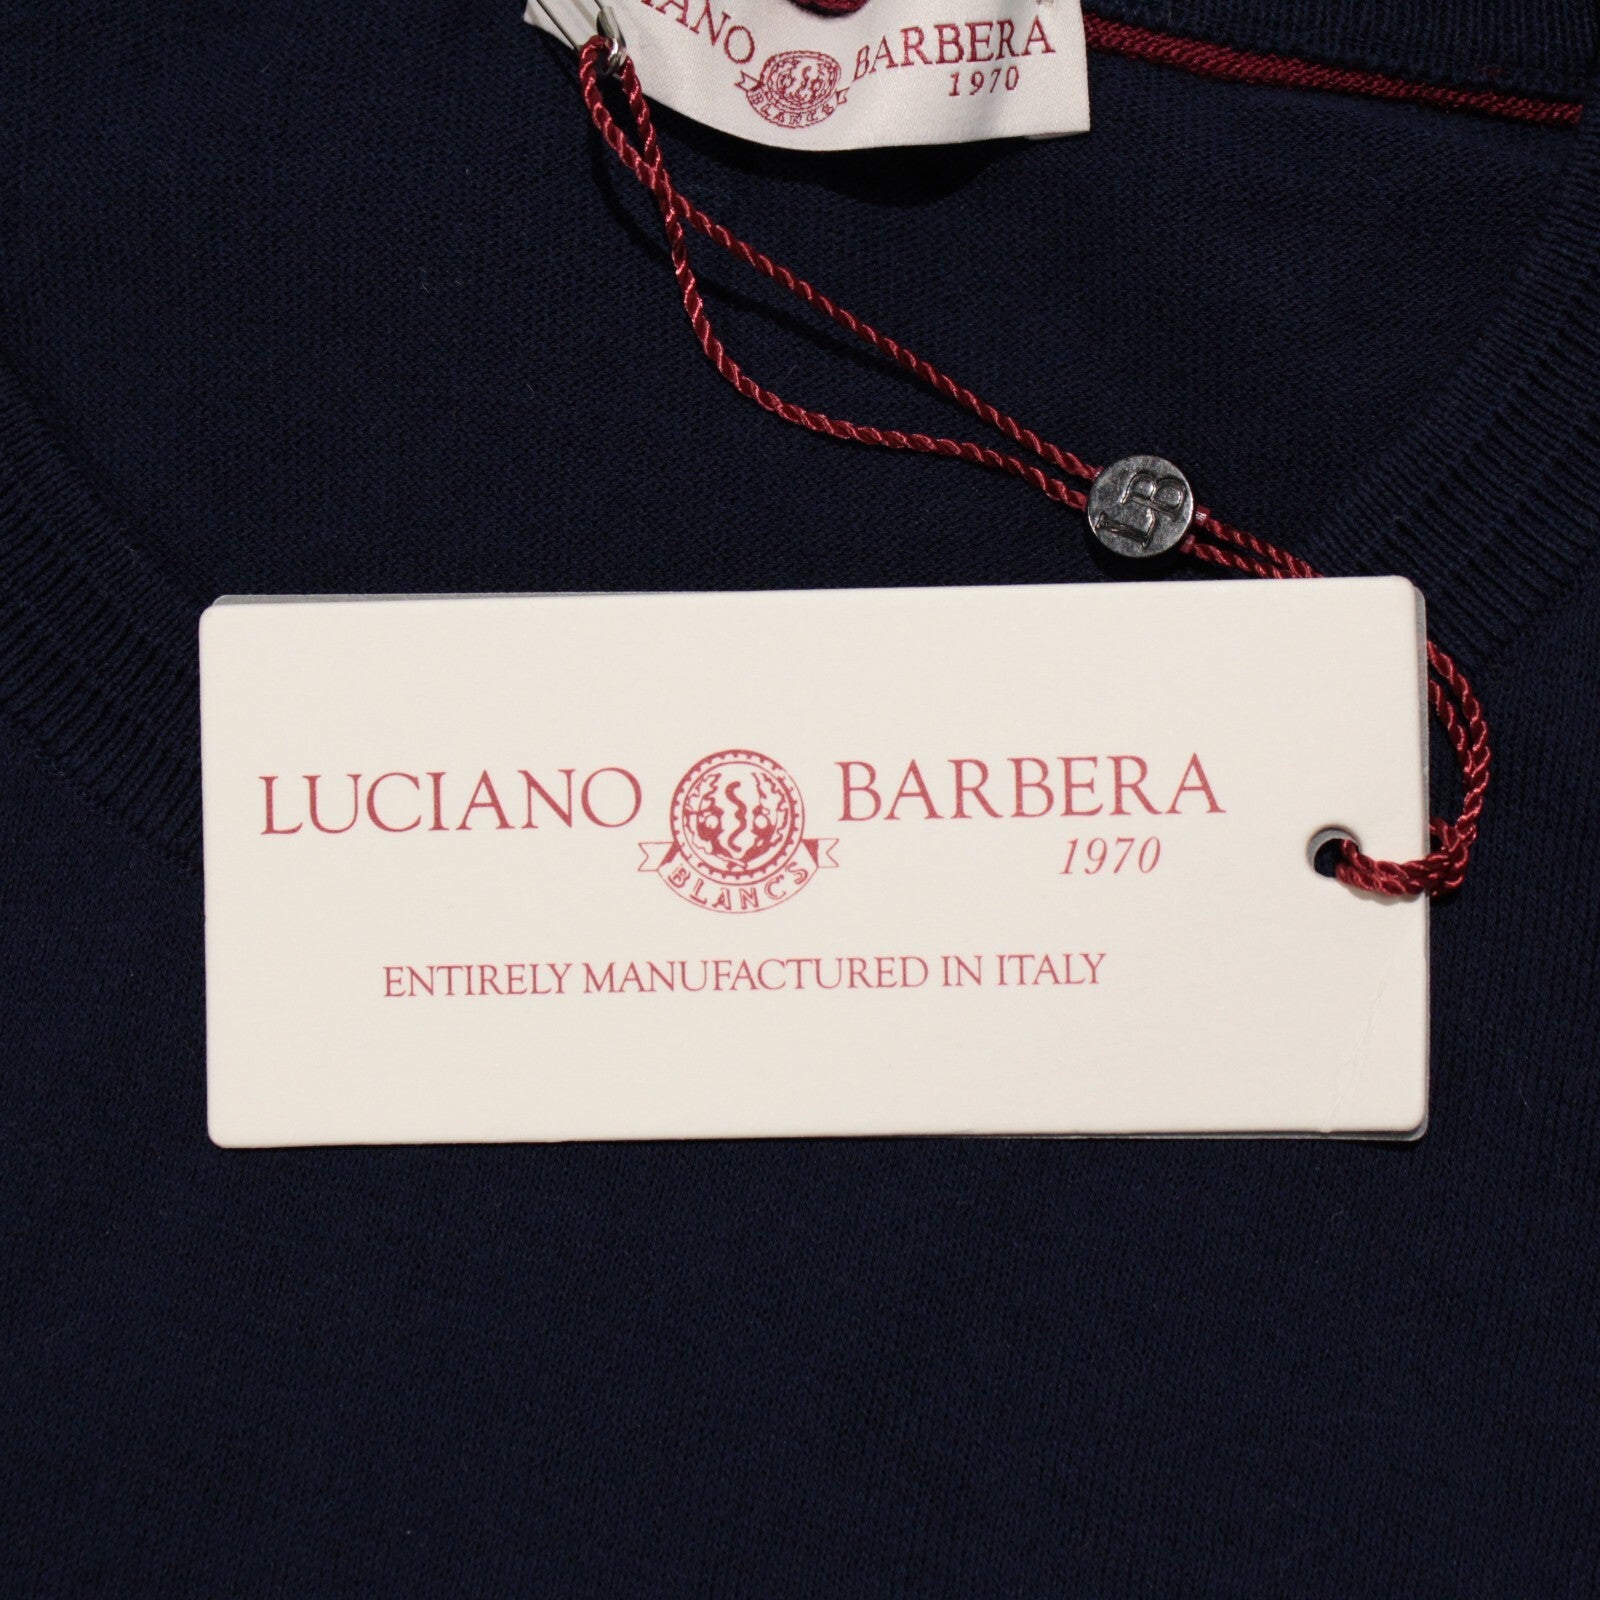 IANO BARBERA
1970
BLANCS
LB
LUCIANO BARBERA
1970
BLANCS
ENTIRELY MANUFACTURED IN ITALY